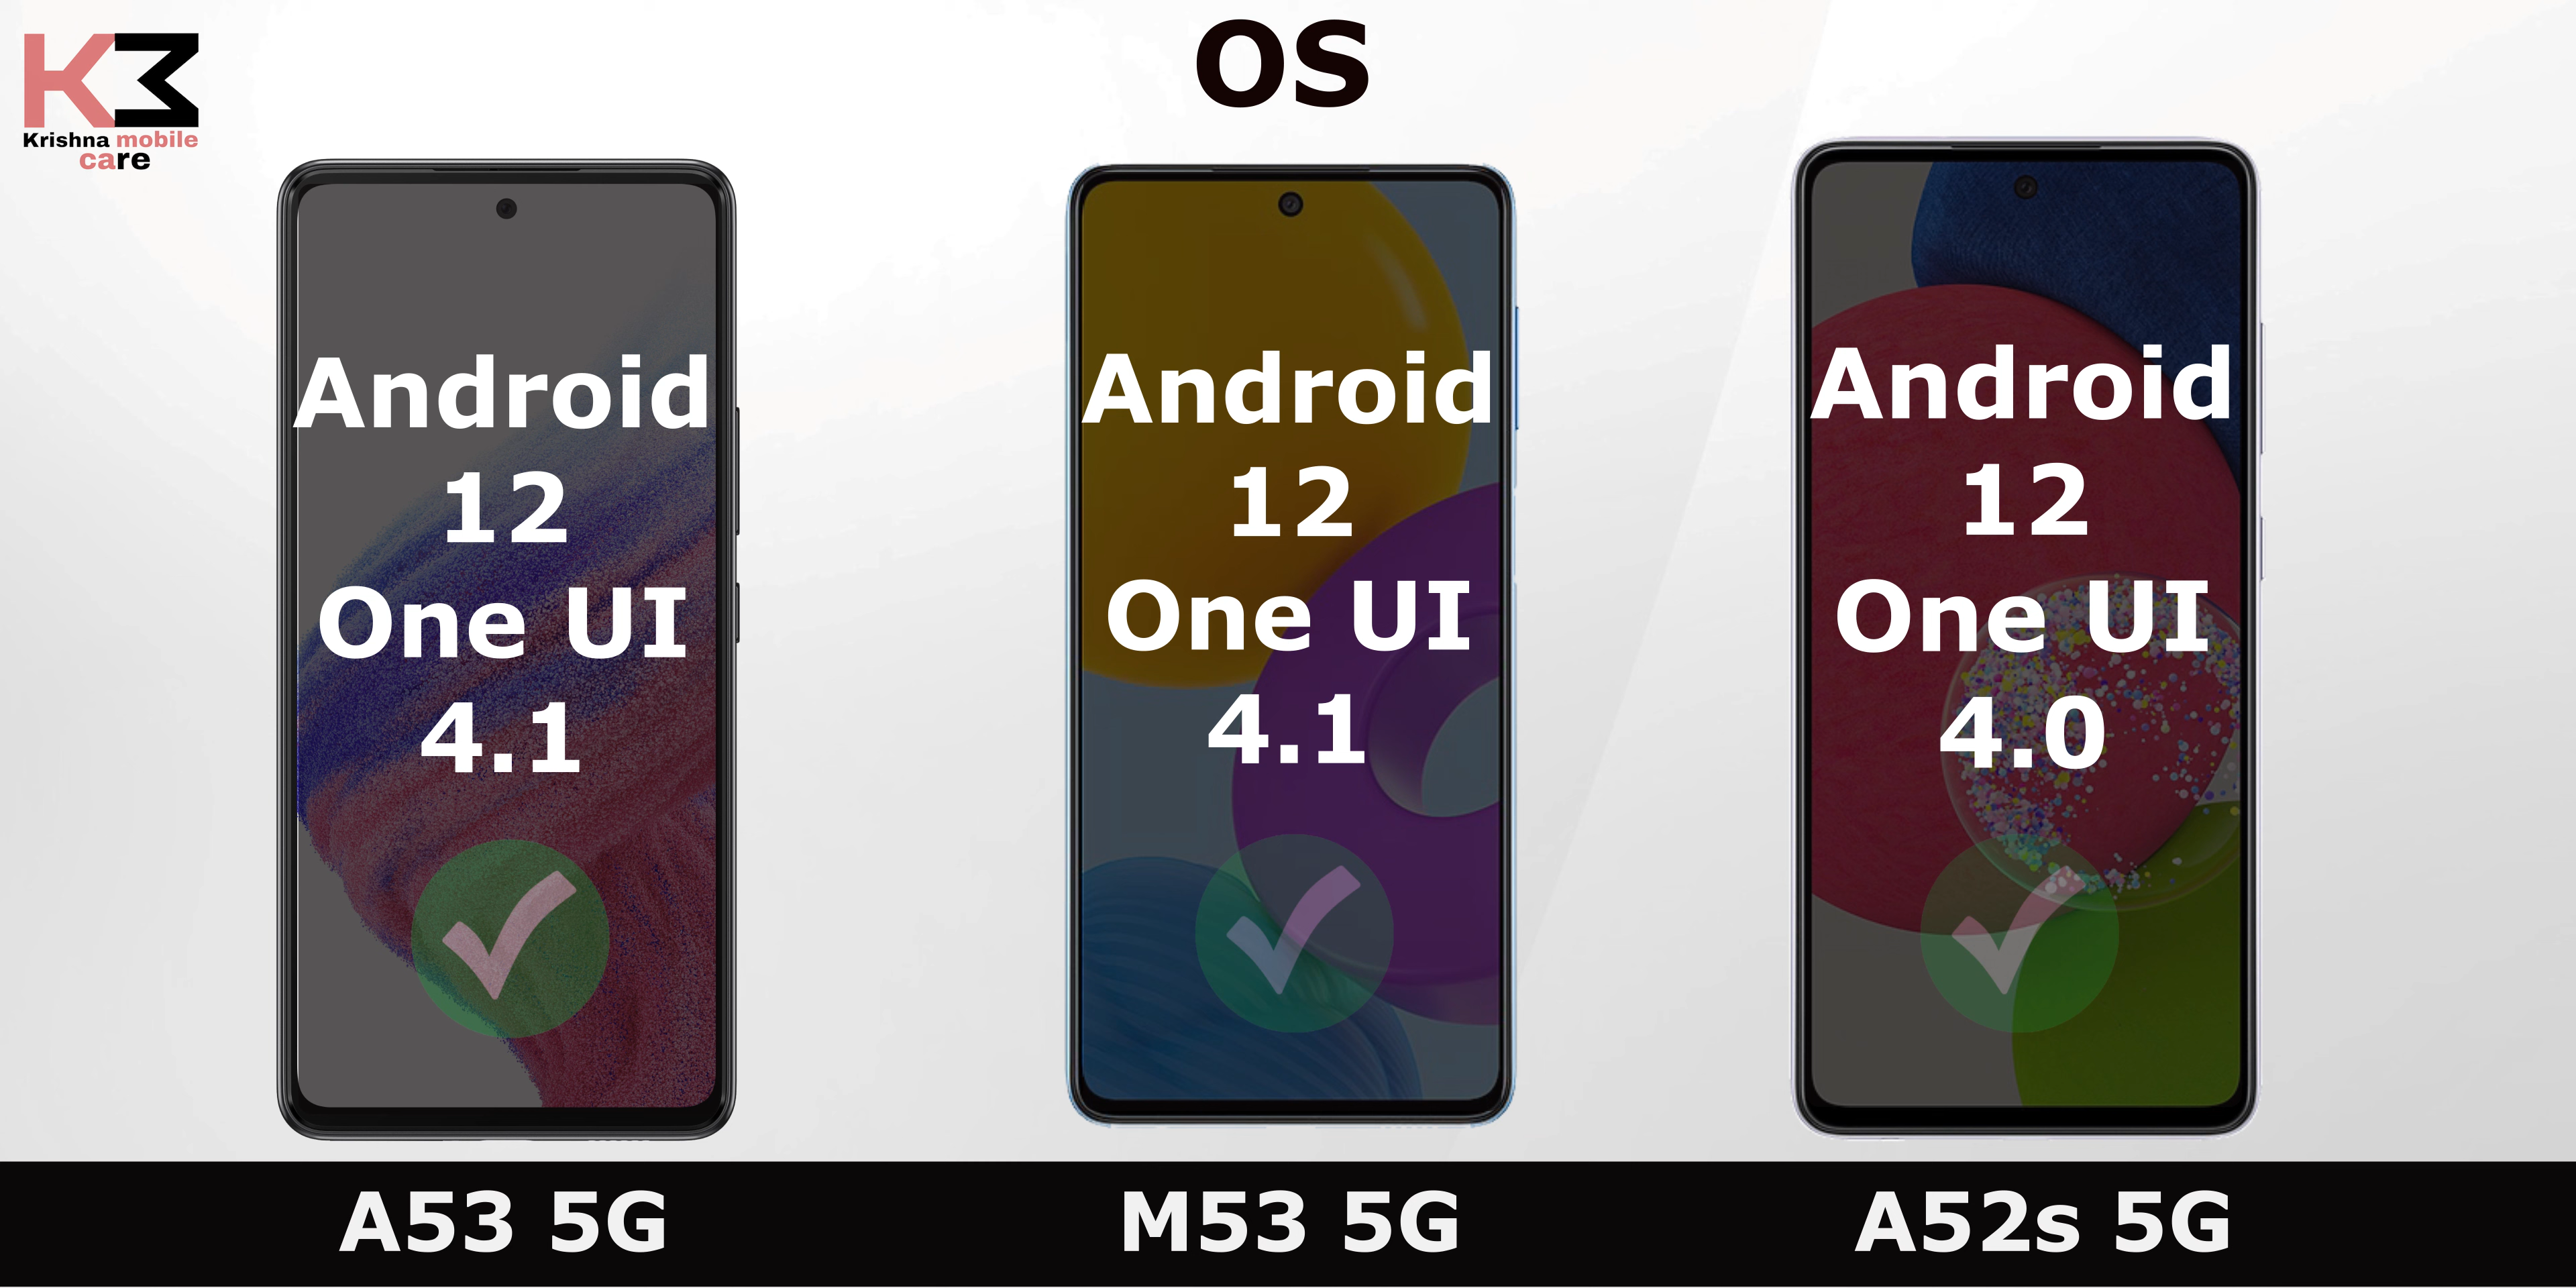 KM
Krishna mobile
care
OS
Android
12
One UI
4.1
Android
12
One UI
4.1
Android
12
One UI
4.0
A53 5G
M53 5G
A52s 5G